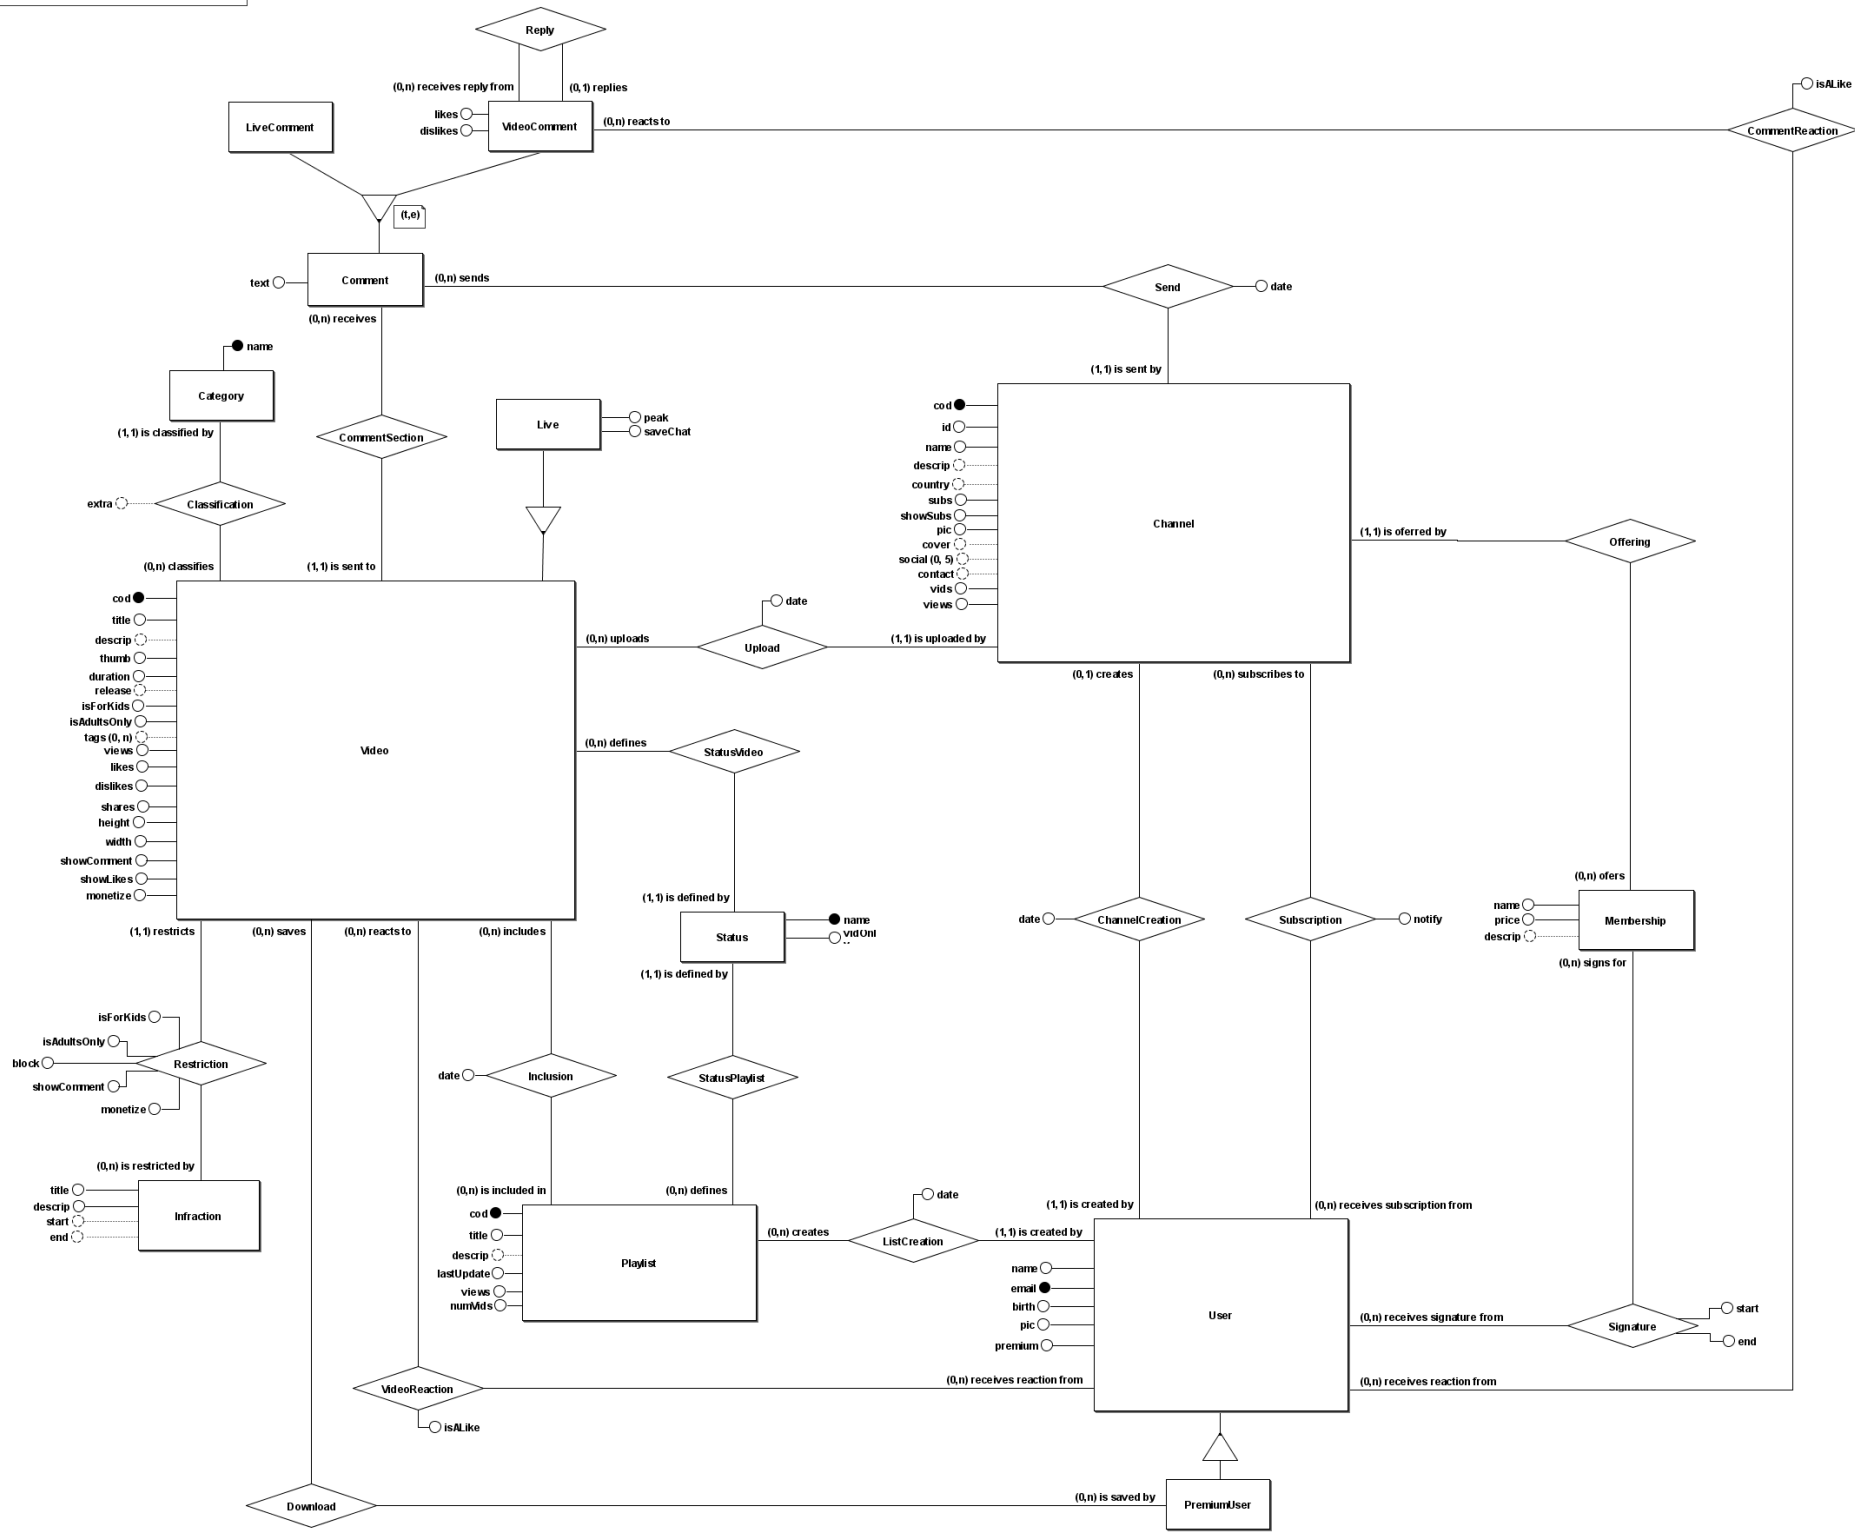 Reply
(0,n) receives reply from
(0,1) replies
isALike
LiveComment
likes
dislikes
VideoComment
(0,n) reacts to
CommentReaction
(t,e)
text
Comment
(0,n) sends
Send
date
(0,n) receives
name
Category
(1,1) is classified by
CommentSection
Live
peak
saveChat
(1,1) is sent by
cod
id
name
descrip
country
subs
showSubs
pic
cover
social (0, 5)
contact
vids
views
Channel
(1,1) is oferred by
Offering
extra
Classification
(0,n) classifies
(1,1) is sent to
cod
title
descrip
thumb
duration
release
isForKids
isAdultsOnly
tags (0, n)
views
likes
dislikes
shares
height
width
showComment
showLikes
monetize
Video
date
(0,n) uploads
Upload
(1,1) is uploaded by
(0,1) creates
(0,n) subscribes to
(0,n) defines
StatusVideo
(1,1) is defined by
(0,n) ofers
Status
name
vidOnl
date
ChannelCreation
Subscription
notify
name
price
descrip
Membership
(1,1) restricts
(0,n) saves
(0,n) reacts to
(0,n) includes
(1,1) is defined by
(0,n) signs for
isForKids
isAdultsOnly
block
showComment
monetize
Restriction
date
Inclusion
StatusPlaylist
(0,n) is restricted by
title
descrip
start
end
Infraction
(0,n) is included in
(0,n) defines
cod
title
descrip
lastUpdate
views
numVids
Playlist
date
(0,n) creates
ListCreation
(1,1) is created by
(1,1) is created by
(0,n) receives subscription from
name
email
birth
pic
premium
User
(0,n) receives signature from
Signature
start
end
VideoReaction
(0,n) receives reaction from
(0,n) receives reaction from
isALike
Download
(0,n) is saved by
PremiumUser